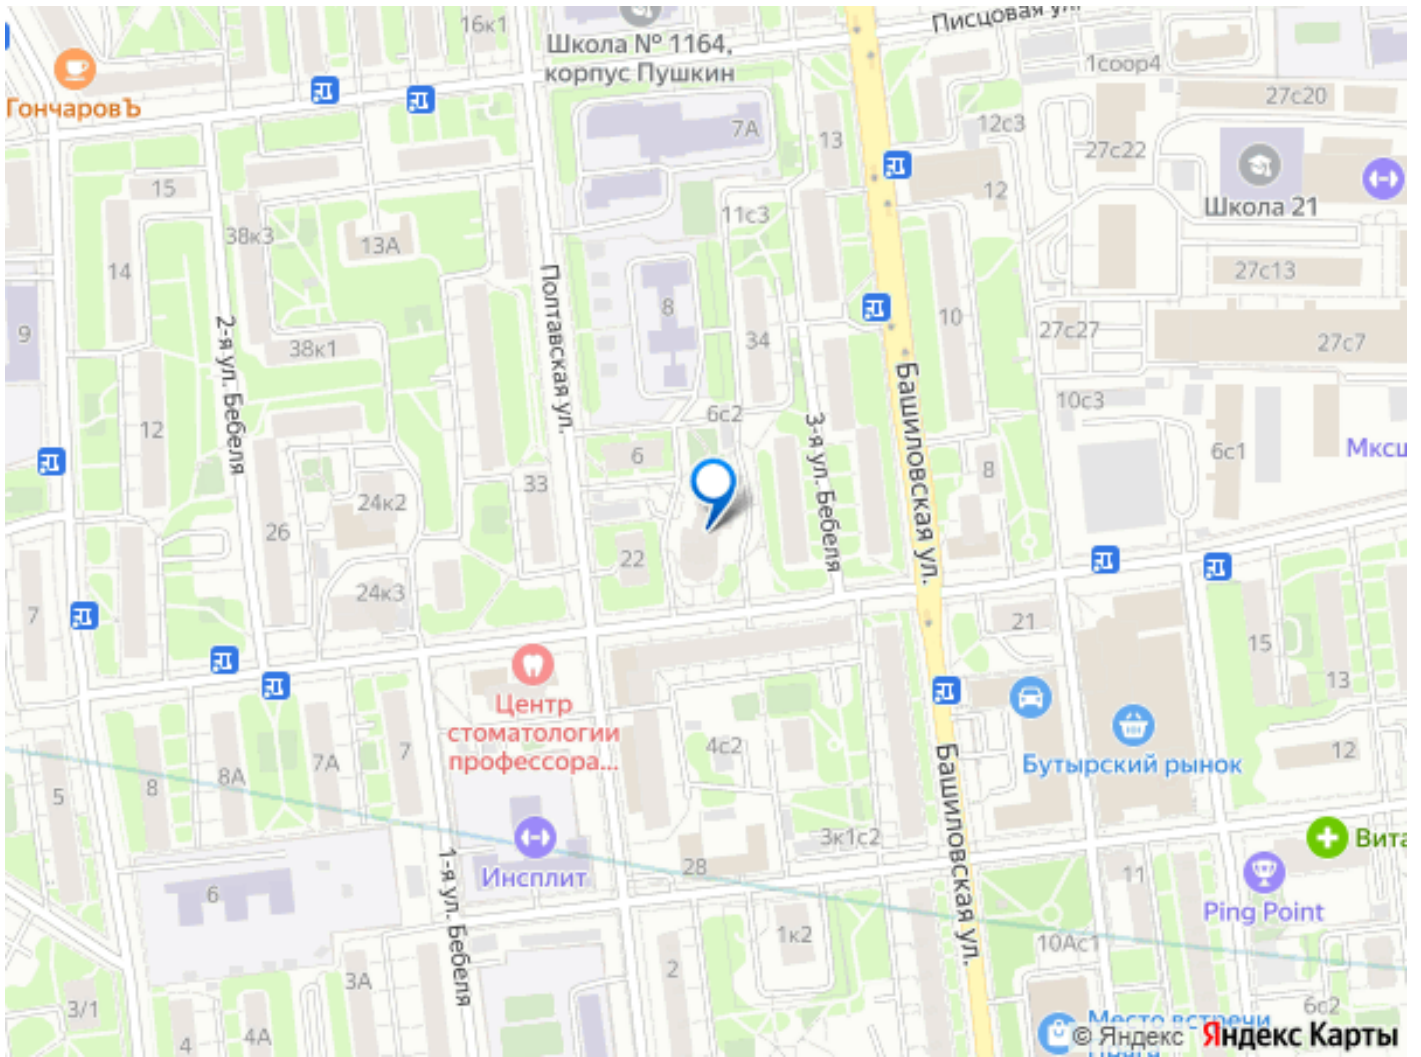 16к1
Школа № 1164,
корпус Пушкин
Писцовая ул.
1соор4
ГончаровЪ
7А
13
12с3
27с20
27с22
Школа 21
15
38к3
13А
11с3
12
14
27с13
9
2-я ул. Бебеля
38к1
Полтавская ул.
8
34
10
27с27
27с7
Башиловская ул.
12
6с2
3-я ул. Бебеля
10с3
6с1
6
8
24к2
33
26
22
24к3
7
21
15
13
Центр
стоматологии
профессора...
4с2
Бутырский рынок
12
8
8А
7А
7
5
Башиловская ул.
3к1с2
Инсплит
28
1-я ул. Бебеля
11
Ping Point
6
1к2
10Ас1
2
3А
3/1
4
4А
6с2
Место встречи
© Яндекс Яндекс Карты